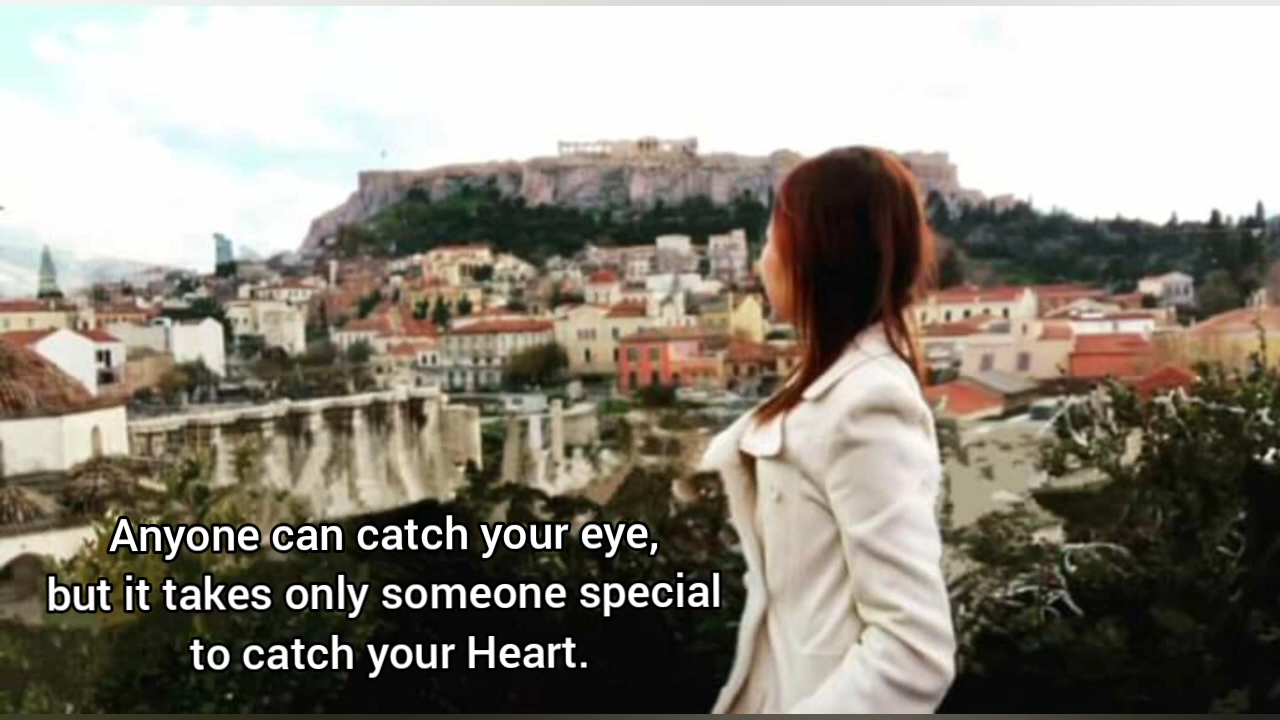 Anyone can catch your eye,
but it takes only someone special
to catch your Heart.